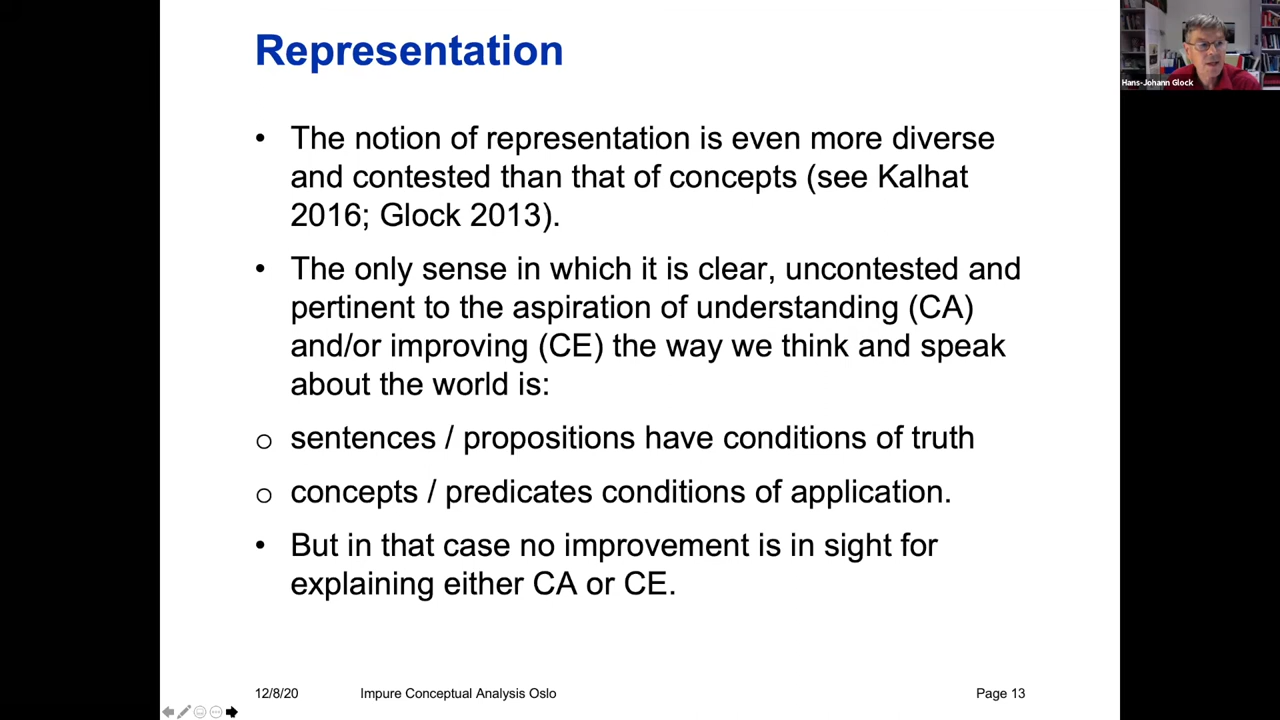 Representation
Hans-Johann Glock
• The notion of representation is even more diverse
and contested than that of concepts (see Kalhat
2016; Glock 2013).
• The only sense in which it is clear, uncontested and
pertinent to the aspiration of understanding (CA)
and/or improving (CE) the way we think and speak
about the world is:
o sentences / propositions have conditions of truth
o concepts / predicates conditions of application.
• But in that case no improvement is in sight for
explaining either CA or CE.
12/8/20 Impure Conceptual Analysis Oslo Page 13